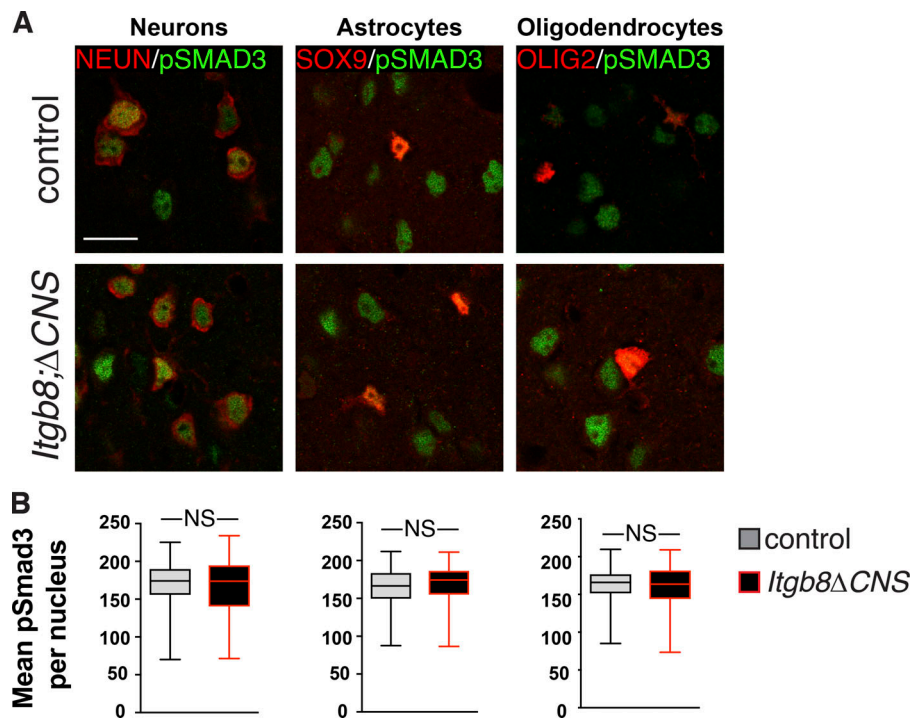 A
Neurons
Astrocytes
Oligodendrocytes
NEUN/pSMAD3
SOX9/pSMAD3
OLIG2/pSMAD3
control
Itgb8;ΔCNS
B
Mean pSmad3
per nucleus
250
200
150
100
50
0
NS
250
200
150
100
50
0
NS
250
200
150
100
50
0
NS
control
Itgb8ΔCNS